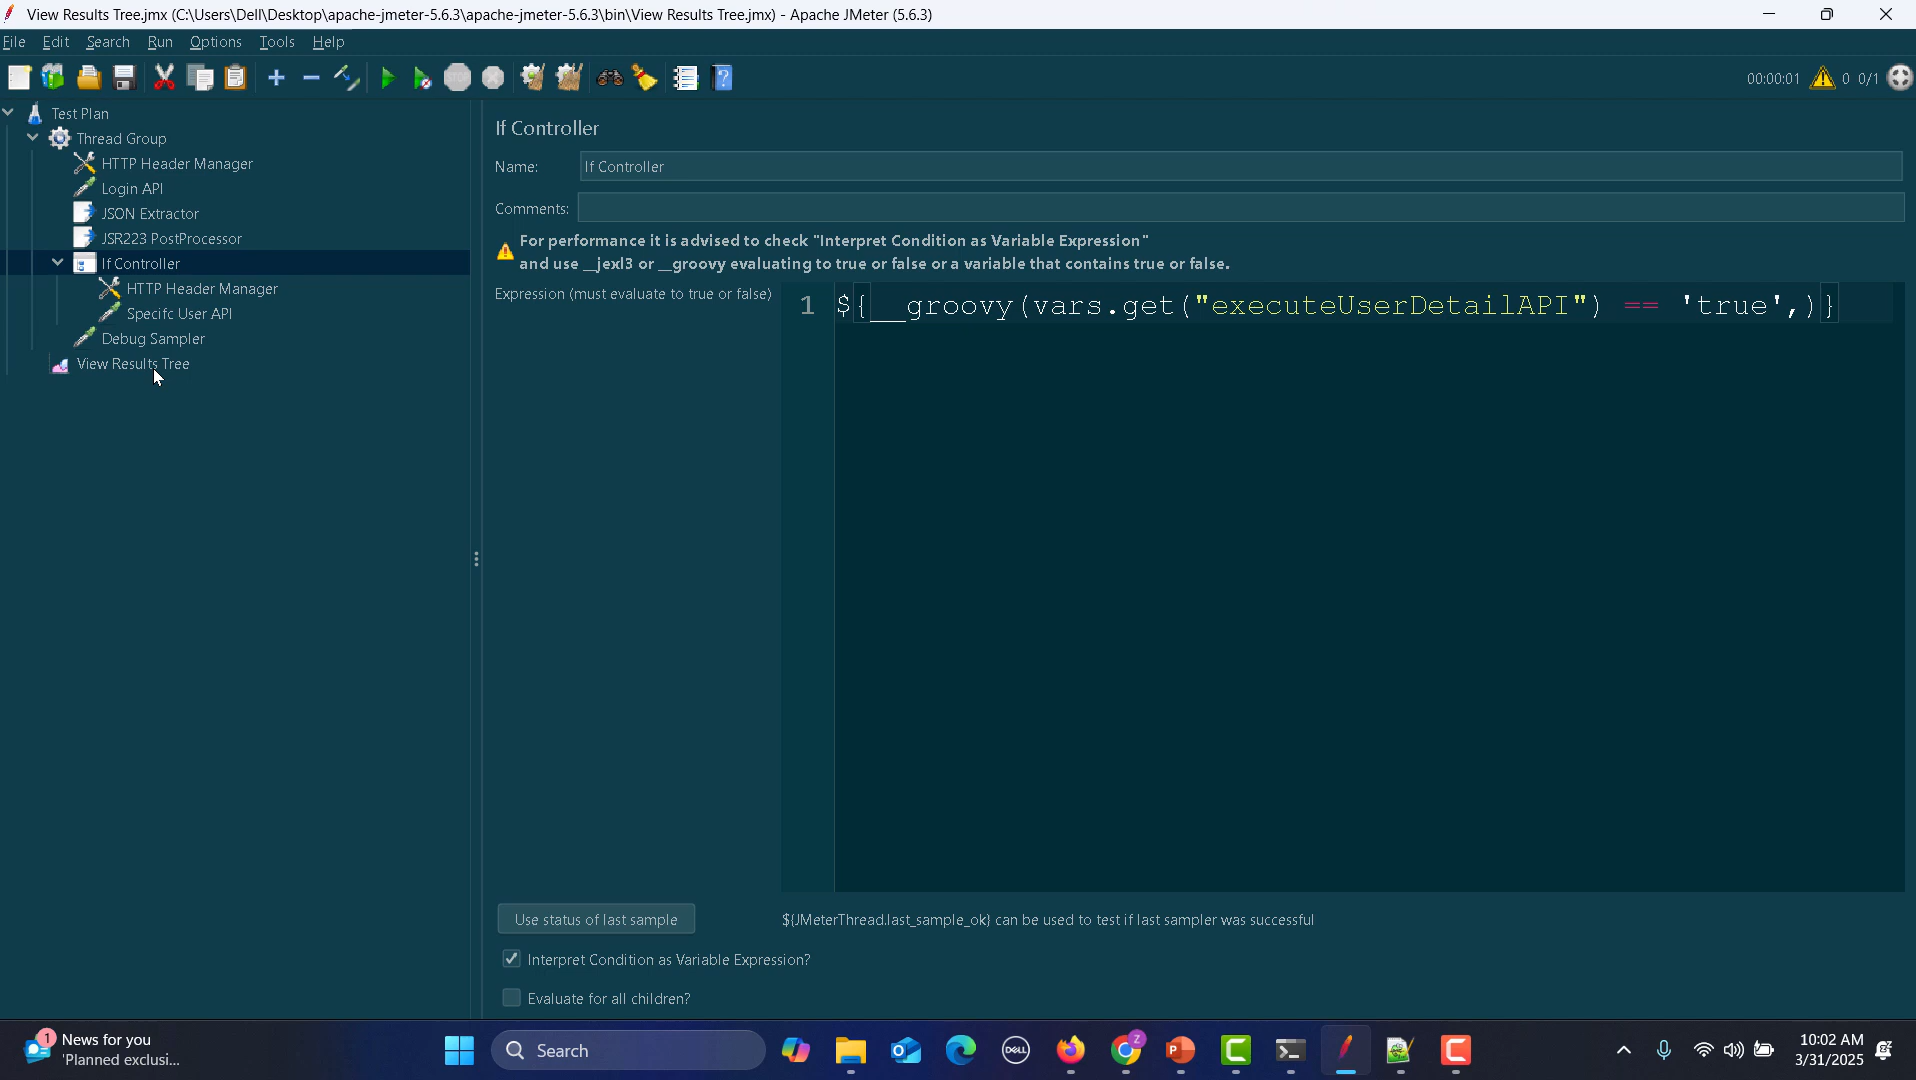 View Results Tree.jmx (C:\Users\Dell\Desktop\apache-jmeter-5.6.3\apache-jmeter-5.6.3\bin\View Results Tree.jmx) - Apache JMeter (5.6.3)
File Edit Search Run Options Tools Help
STOP 00:00:01 0 0/1
Test Plan
Thread Group
HTTP Header Manager
Login API
JSON Extractor
JSR223 PostProcessor
If Controller
HTTP Header Manager
Specifc User API
Debug Sampler
View Results Tree
If Controller
Name: If Controller
Comments:
For performance it is advised to check "Interpret Condition as Variable Expression"
and use __jexl3 or __groovy evaluating to true or false or a variable that contains true or false.
Expression (must evaluate to true or false)
1 ${__groovy(vars.get("executeUserDetailAPI") == 'true',)}
Use status of last sample
${JMeterThread.last_sample_ok} can be used to test if last sampler was successful
Interpret Condition as Variable Expression?
Evaluate for all children?
1
News for you
'Planned exclusi...
Search
DELL
Z
10:02 AM
3/31/2025